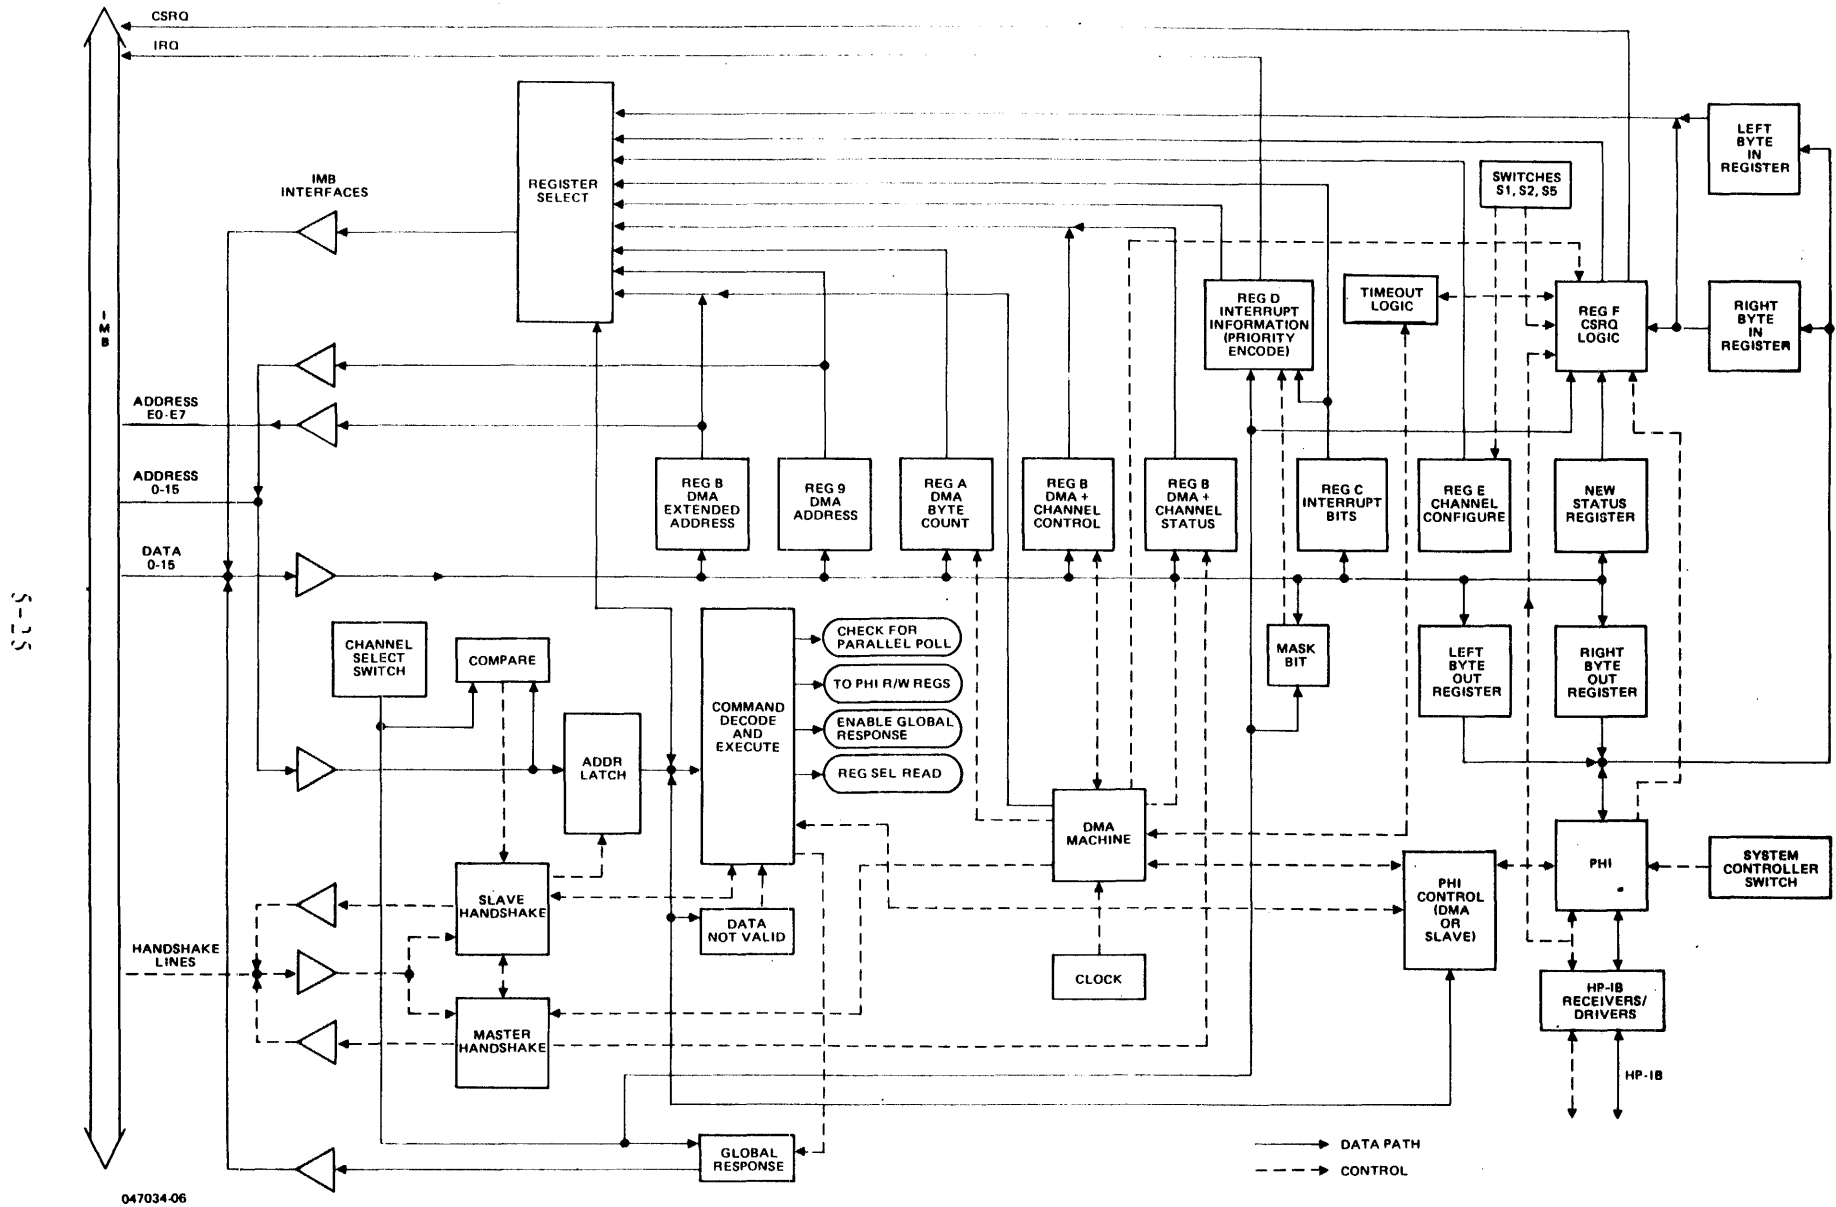 CSRQ
IRQ
REGISTER
SELECT
IMB
INTERFACES
LEFT
BYTE
IN
REGISTER
SWITCHES
S1, S2, S5
IMB
REG D
INTERRUPT
INFORMATION
(PRIORITY
ENCODE)
TIMEOUT
LOGIC
REG F
CSRQ
LOGIC
RIGHT
BYTE
IN
REGISTER
ADDRESS
E0-E7
ADDRESS
0-15
DATA
0-15
REG B
DMA
EXTENDED
ADDRESS
REG 9
DMA
ADDRESS
REG A
DMA
BYTE
COUNT
REG B
DMA +
CHANNEL
CONTROL
REG B
DMA +
CHANNEL
STATUS
REG C
INTERRUPT
BITS
REG E
CHANNEL
CONFIGURE
NEW
STATUS
REGISTER
5-25
CHANNEL
SELECT
SWITCH
COMPARE
COMMAND
DECODE
AND
EXECUTE
CHECK FOR
PARALLEL POLL
TO PHI R/W REGS
ENABLE GLOBAL
RESPONSE
REG SEL READ
MASK
BIT
LEFT
BYTE
OUT
REGISTER
RIGHT
BYTE
OUT
REGISTER
ADDR
LATCH
DMA
MACHINE
PHI
SYSTEM
CONTROLLER
SWITCH
SLAVE
HANDSHAKE
DATA
NOT VALID
PHI
CONTROL
(DMA
OR
SLAVE)
HANDSHAKE
LINES
CLOCK
HP-IB
RECEIVERS/
DRIVERS
MASTER
HANDSHAKE
HP-IB
GLOBAL
RESPONSE
DATA PATH
CONTROL
047034-06